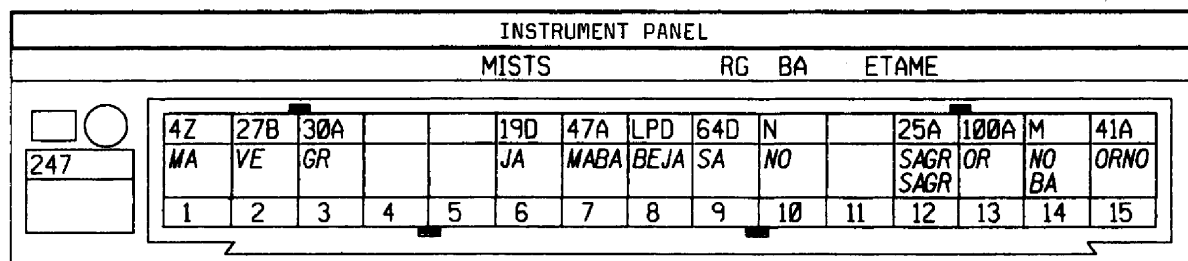 INSTRUMENT PANEL
MISTS RG BA ETAME
247
4Z 27B 30A 19D 47A LPD 64D N 25A 100A M 41A
MA VE GR JA MABA BEJA SA NO SAGR OR NO ORNO
SAGR BA
1 2 3 4 5 6 7 8 9 10 11 12 13 14 15